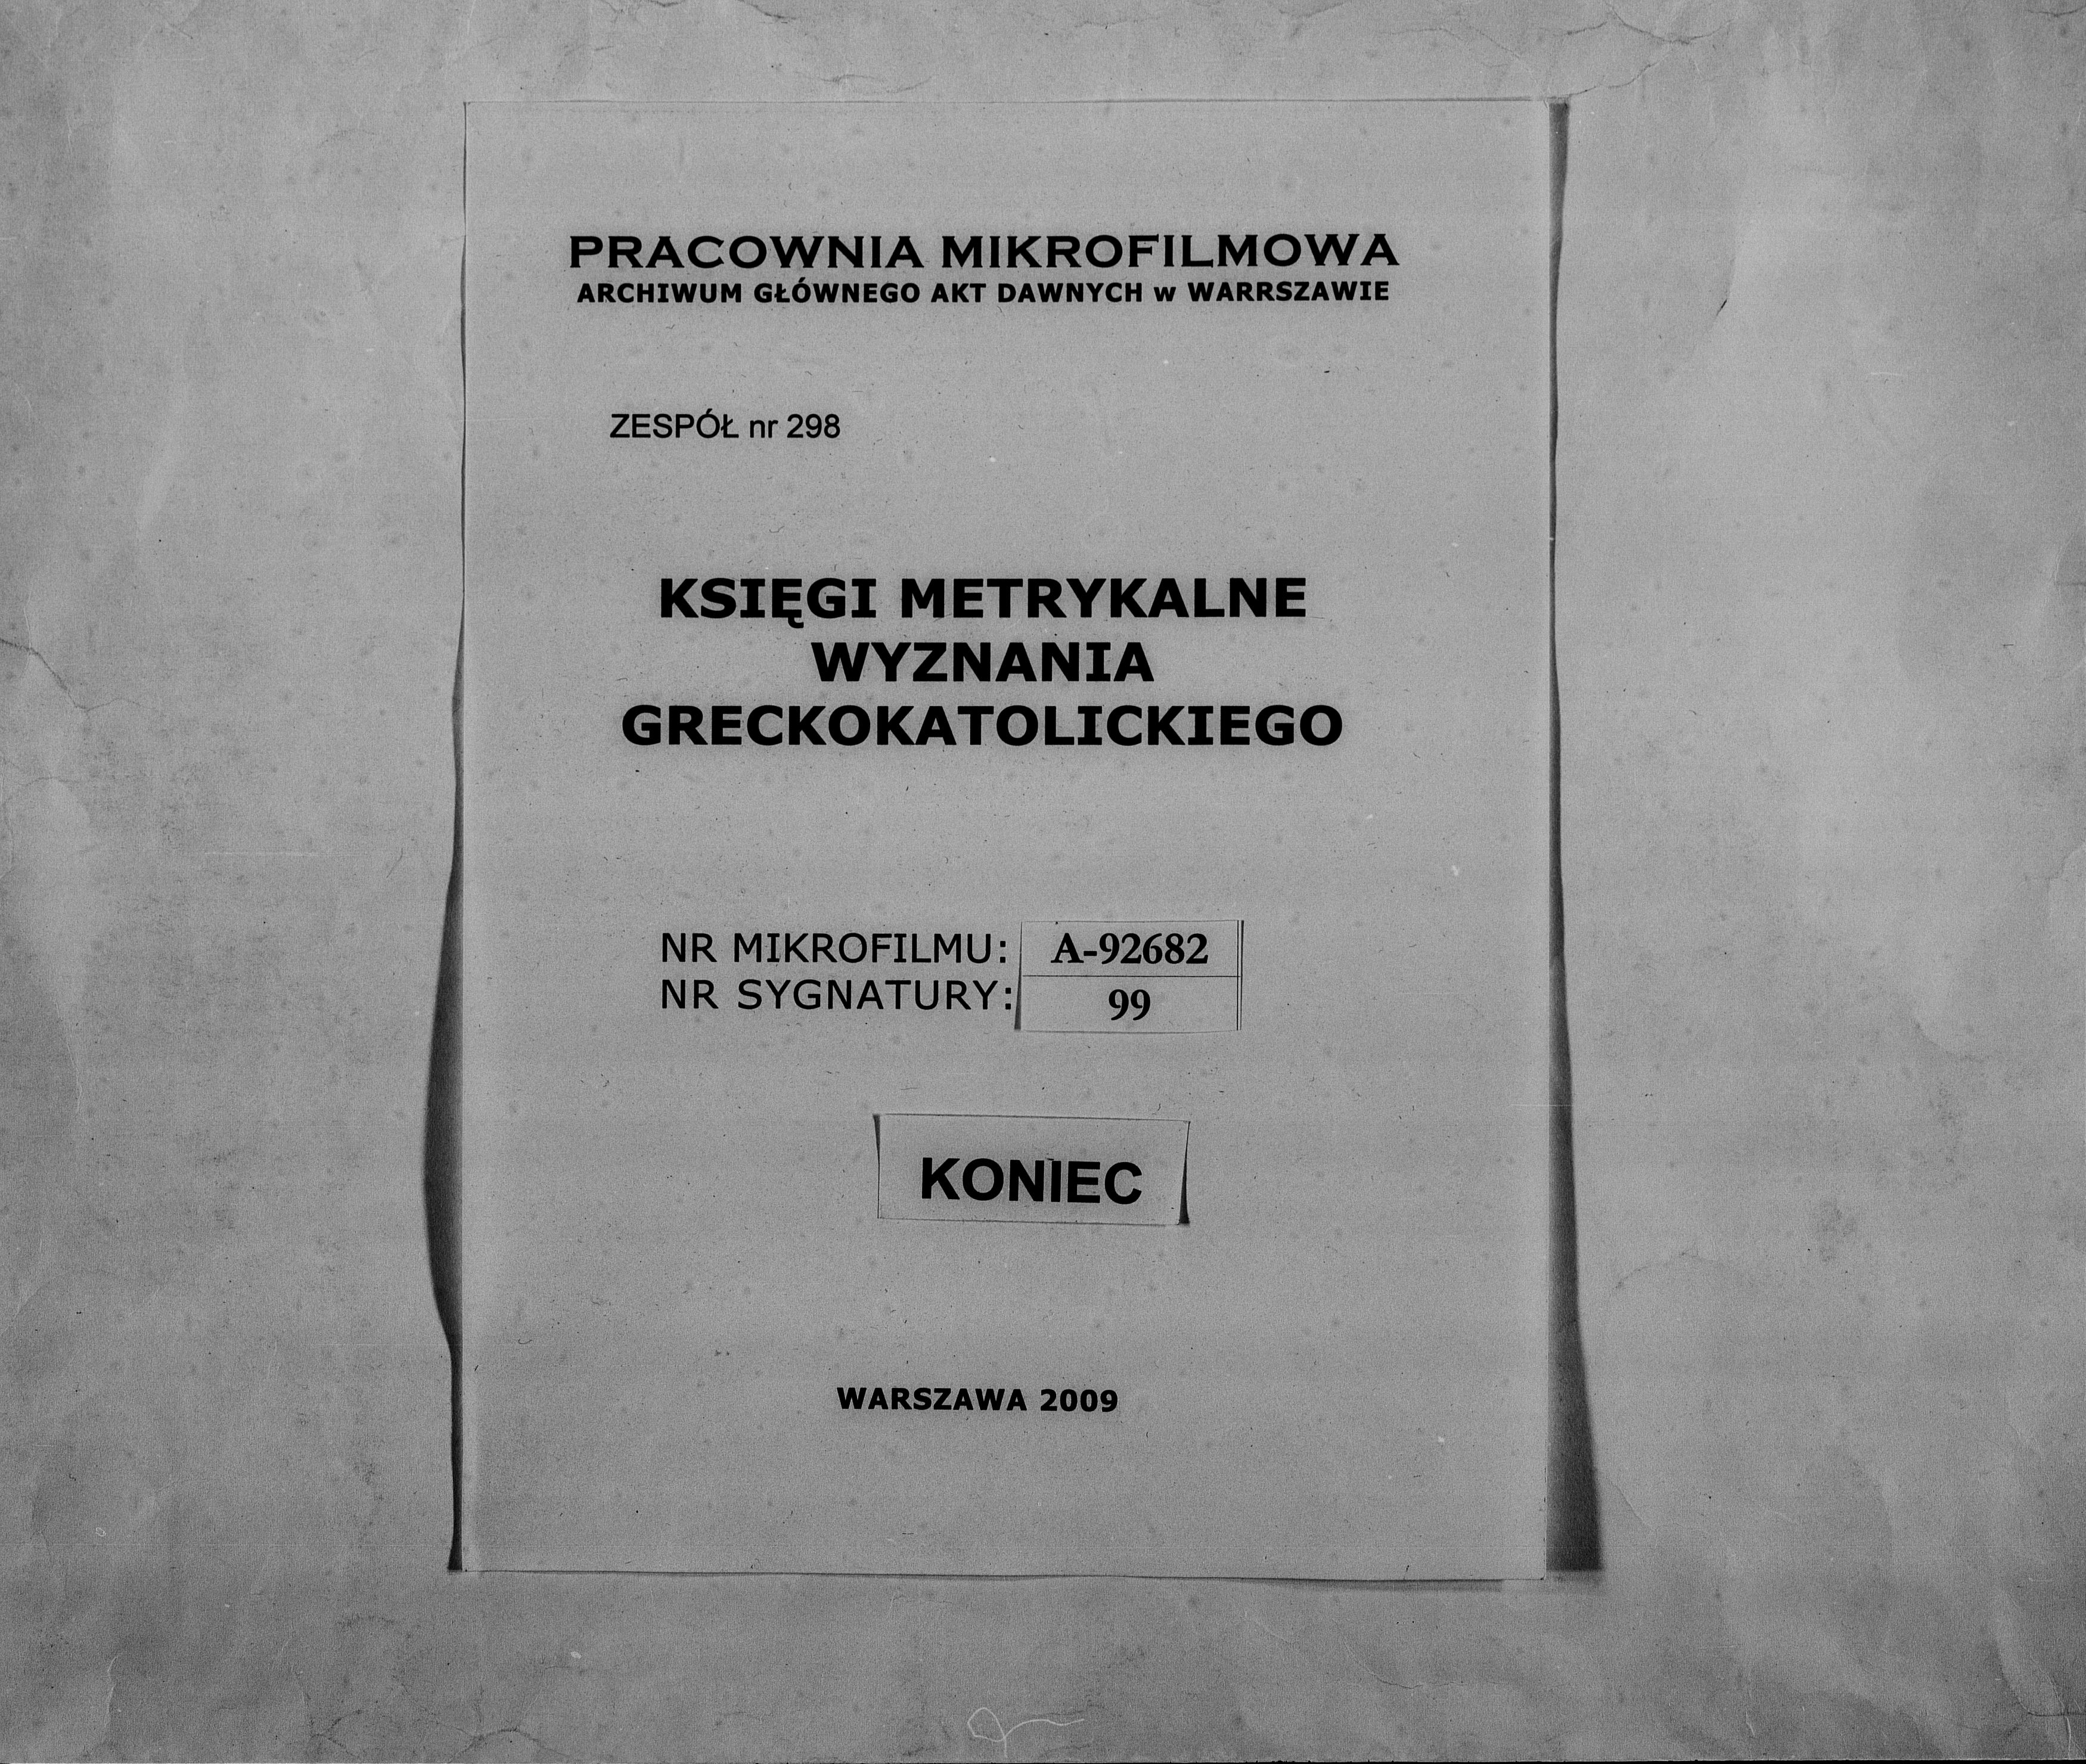 PRACOWNIA MIKROFILMOWA
ARCHIWUM GŁÓWNEGO AKT DAWNYCH w WARRSZAWIE
ZESPÓŁ nr 298
KSIĘGI METRYKALNE
WYZNANIA
GRECKOKATOLICKIEGO
NR MIKROFILMU: A-92682
NR SYGNATURY: 99
KONIEC
WARSZAWA 2009